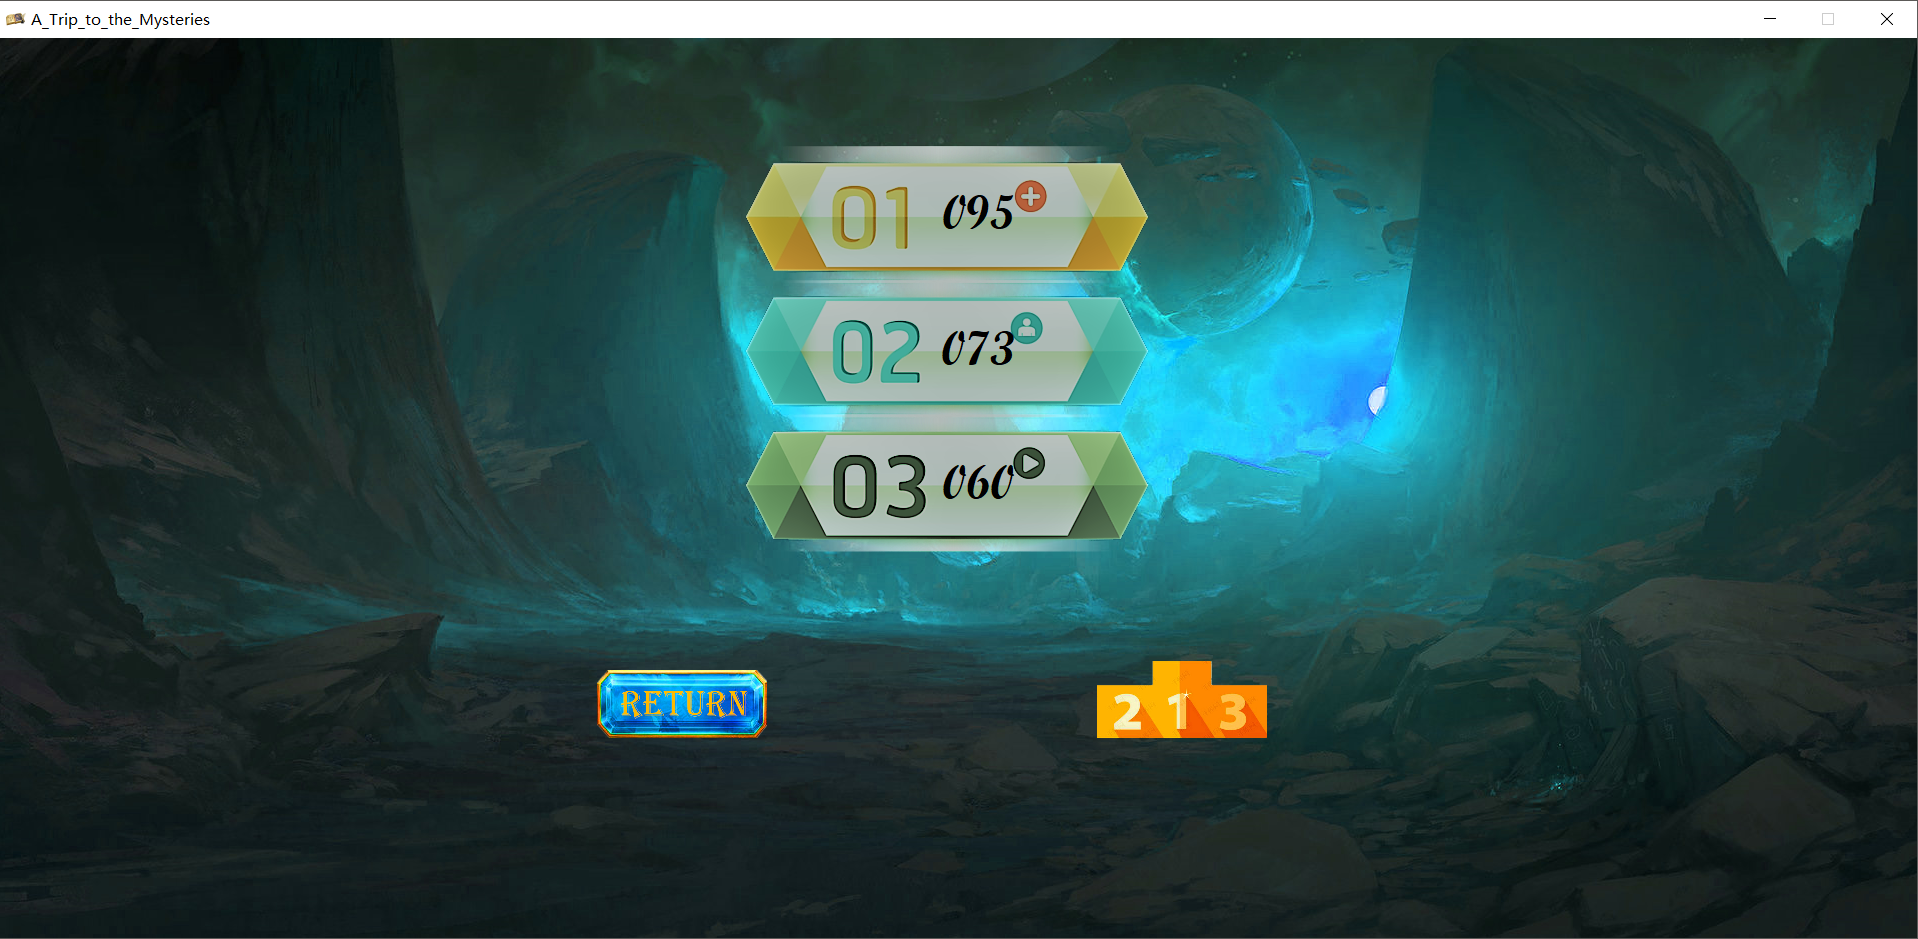 A_Trip_to_the_Mysteries
01 095
02 073
03 060
RETURN
2 1 3